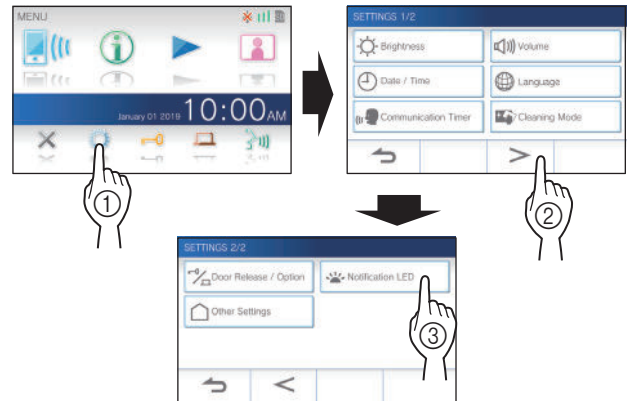 MENU
January 01 2019 10:00AM
①
SETTINGS 1/2
Brightness
Volume
Date / Time
Language
Communication Timer
Cleaning Mode
>
②
SETTINGS 2/2
Door Release / Option
Notification LED
Other Settings
<
③